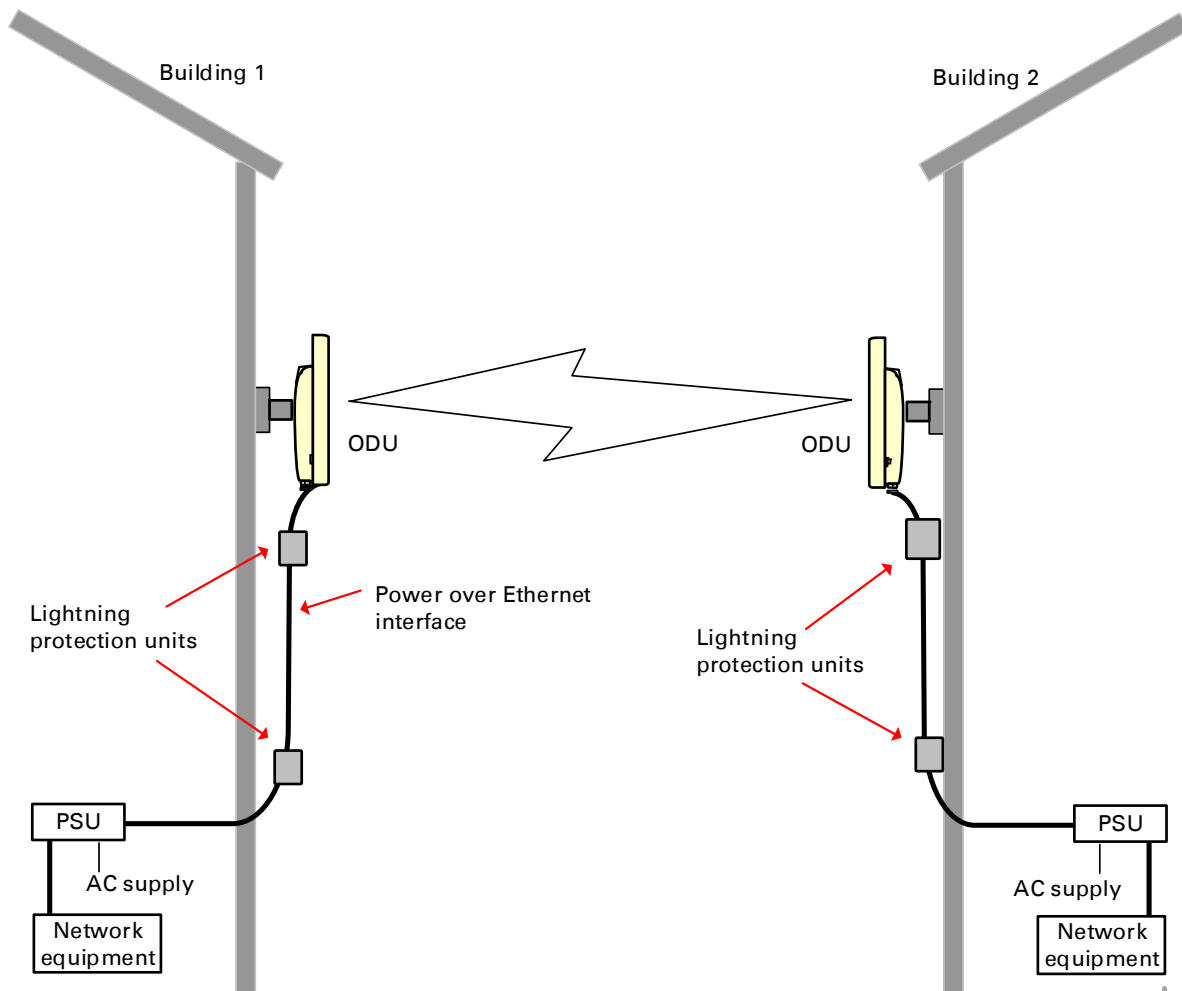 Building 1
Building 2
ODU
ODU
Power over Ethernet
interface
Lightning
protection units
Lightning
protection units
PSU
PSU
AC supply
AC supply
Network
equipment
Network
equipment